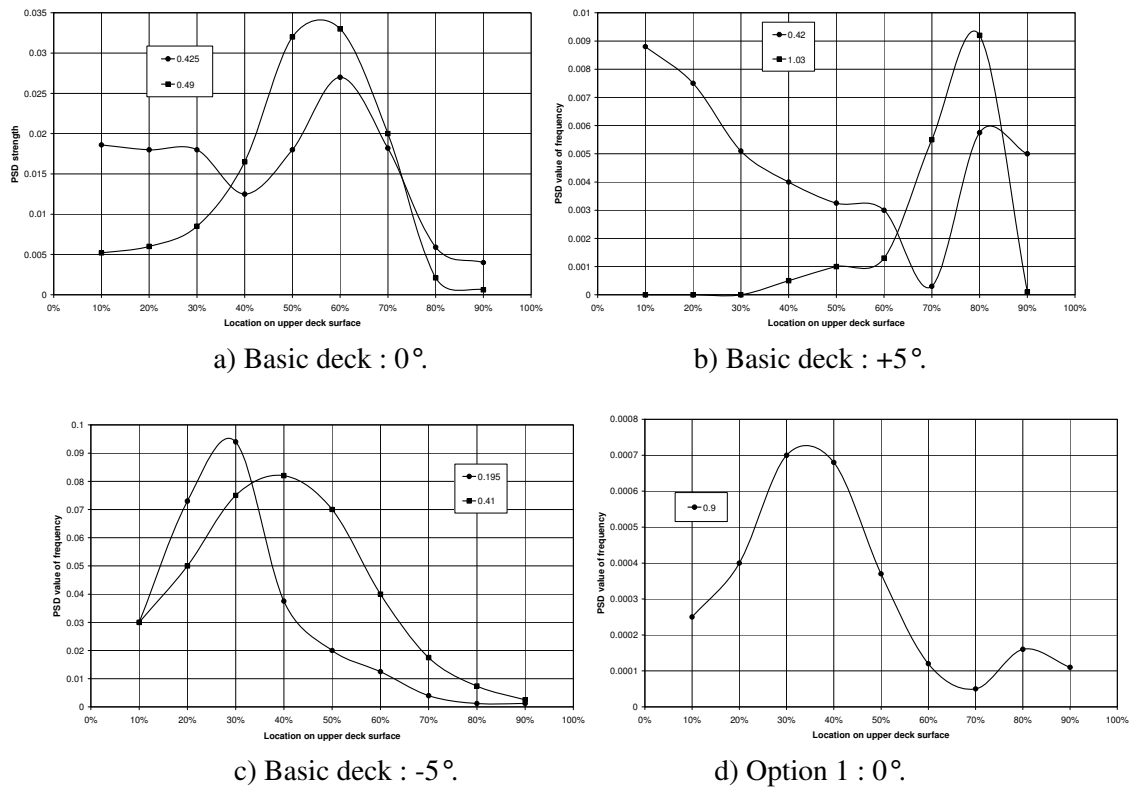 0.035
0.03
0.025
0.02
0.015
0.01
0.005
0
PSD strength
0.425
0.49
0% 10% 20% 30% 40% 50% 60% 70% 80% 90% 100%
Location on upper deck surface
a) Basic deck : 0°.
0.01
0.009
0.008
0.007
0.006
0.005
0.004
0.003
0.002
0.001
0
PSD value of frequency
0.42
1.03
0% 10% 20% 30% 40% 50% 60% 70% 80% 90% 100%
Location on upper deck surface
b) Basic deck : +5°.
0.1
0.09
0.08
0.07
0.06
0.05
0.04
0.03
0.02
0.01
0
PSD value of frequency
0.195
0.41
0% 10% 20% 30% 40% 50% 60% 70% 80% 90% 100%
Location on upper deck surface
c) Basic deck : -5°.
0.0008
0.0007
0.0006
0.0005
0.0004
0.0003
0.0002
0.0001
0
PSD value of frequency
0.9
0% 10% 20% 30% 40% 50% 60% 70% 80% 90% 100%
Location on upper deck surface
d) Option 1 : 0°.